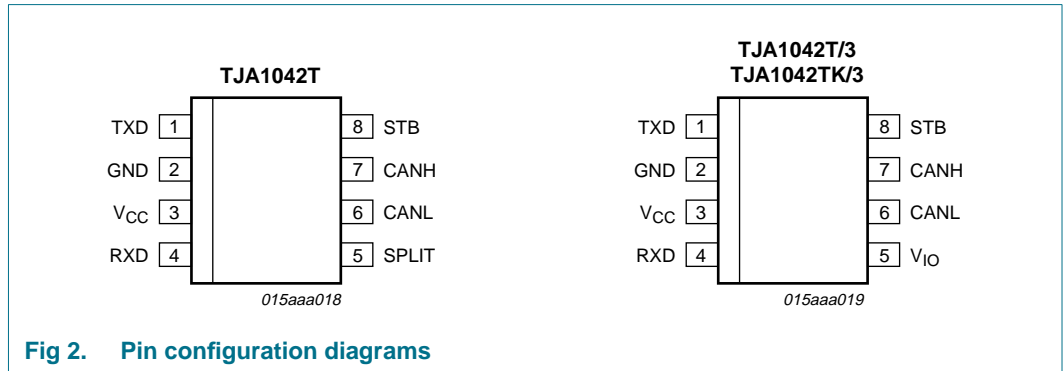 TJA1042T
TXD 1 8 STB
GND 2 7 CANH
VCC 3 6 CANL
RXD 4 5 SPLIT
015aaa018
TJA1042T/3
TJA1042TK/3
TXD 1 8 STB
GND 2 7 CANH
VCC 3 6 CANL
RXD 4 5 VIO
015aaa019
Fig 2. Pin configuration diagrams